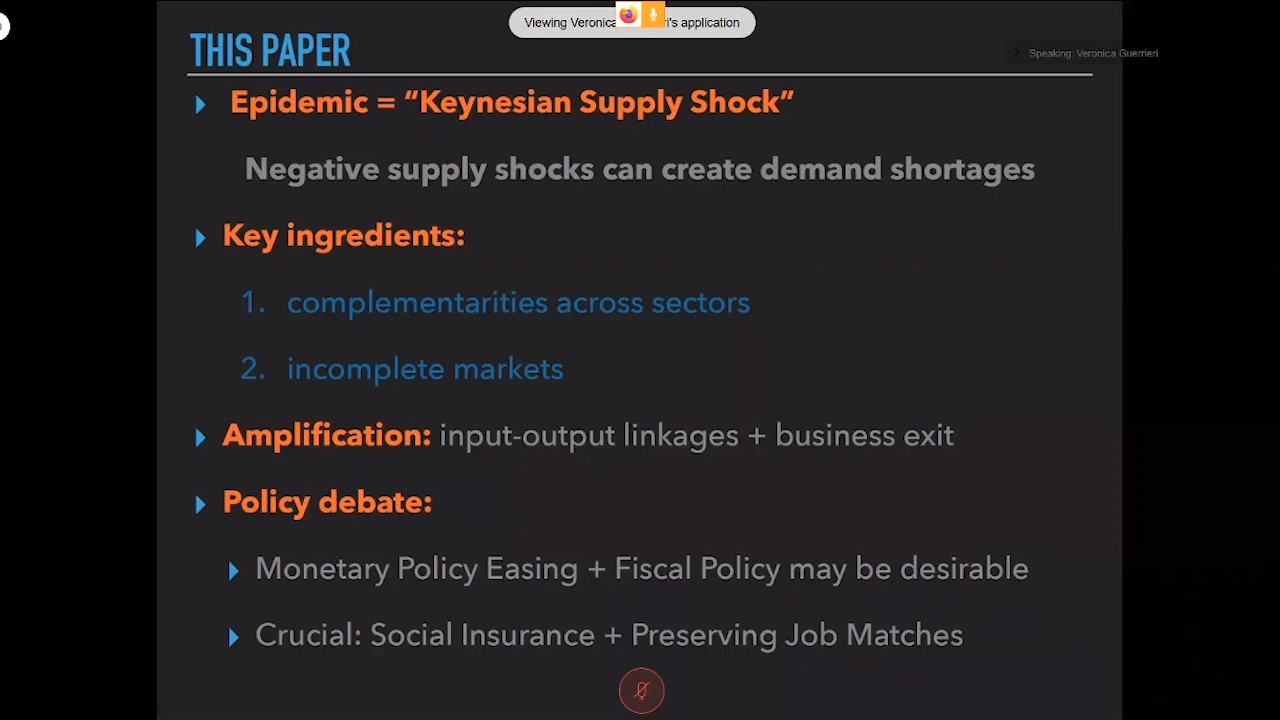 Viewing Veronica 's application
THIS PAPER
Speaking: Veronica Guerrieri
Epidemic = “Keynesian Supply Shock”
Negative supply shocks can create demand shortages
Key ingredients:
1. complementarities across sectors
2. incomplete markets
Amplification: input-output linkages + business exit
Policy debate:
Monetary Policy Easing + Fiscal Policy may be desirable
Crucial: Social Insurance + Preserving Job Matches